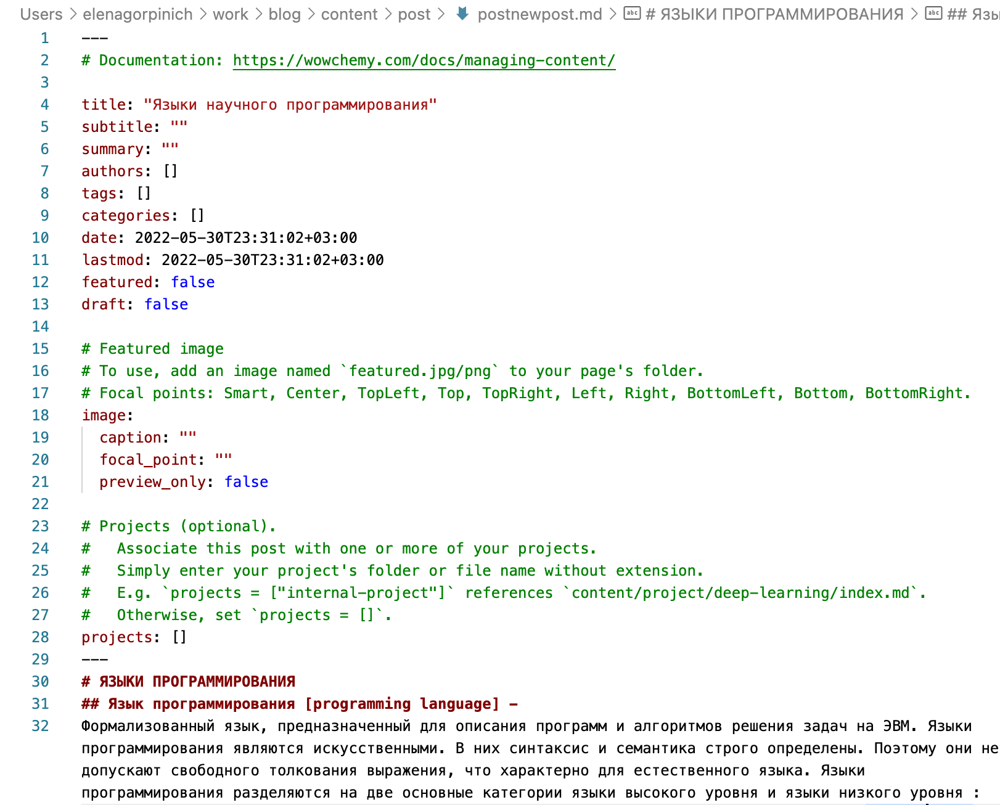 Users > elenagorpinich > work > blog > content > post > postnewpost.md > # ЯЗЫКИ ПРОГРАММИРОВАНИЯ > ##
1 ---
2 # Documentation: https://wowchemy.com/docs/managing-content/
3
4 title: "Языки научного программирования"
5 subtitle: ""
6 summary: ""
7 authors: []
8 tags: []
9 categories: []
10 date: 2022-05-30T23:31:02+03:00
11 lastmod: 2022-05-30T23:31:02+03:00
12 featured: false
13 draft: false
14
15 # Featured image
16 # To use, add an image named `featured.jpg/png` to your page's folder.
17 # Focal points: Smart, Center, TopLeft, Top, TopRight, Left, Right, BottomLeft, Bottom, BottomRight.
18 image:
19   caption: ""
20   focal_point: ""
21   preview_only: false
22
23 # Projects (optional).
24 #   Associate this post with one or more of your projects.
25 #   Simply enter your project's folder or file name without extension.
26 #   E.g. `projects = ["internal-project"]` references `content/project/deep-learning/index.md`.
27 #   Otherwise, set `projects = []`.
28 projects: []
29 ---
30 # ЯЗЫКИ ПРОГРАММИРОВАНИЯ
31 ## Язык программирования [programming language] -
32 Формализованный язык, предназначенный для описания программ и алгоритмов решения задач на ЭВМ. Языки
программирования являются искусственными. В них синтаксис и семантика строго определены. Поэтому они не
допускают свободного толкования выражения, что характерно для естественного языка. Языки
программирования разделяются на две основные категории языки высокого уровня и языки низкого уровня :